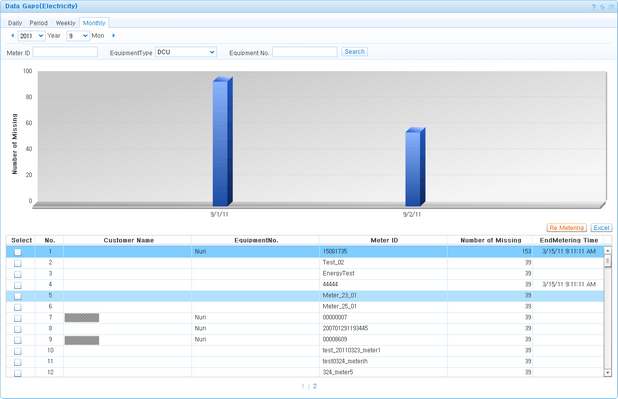 Data Gaps(Electricity)
Daily Period Weekly Monthly
2011 Year 9 Mon
Meter ID EquipmentType DCU Equipment No. Search
100
80
60
40
20
0
Number of Missing
9/1/11 9/2/11
Re Metering Excel
Select No. Customer Name EquipmentNo. Meter ID Number of Missing EndMetering Time
1 Nuri 15081735 153 3/15/11 9:11:11 AM
2 Test_02 39
3 EnergyTest 39
4 44444 39 3/15/11 9:11:11 AM
5 Meter_23_01 39
6 Meter_25_01 39
7 Nuri 00000007 39
8 Nuri 200701291193445 39
9 Nuri 00008609 39
10 test_20110323_meter1 39
11 test0324_meterih 39
12 324_meter5 39
1 | 2